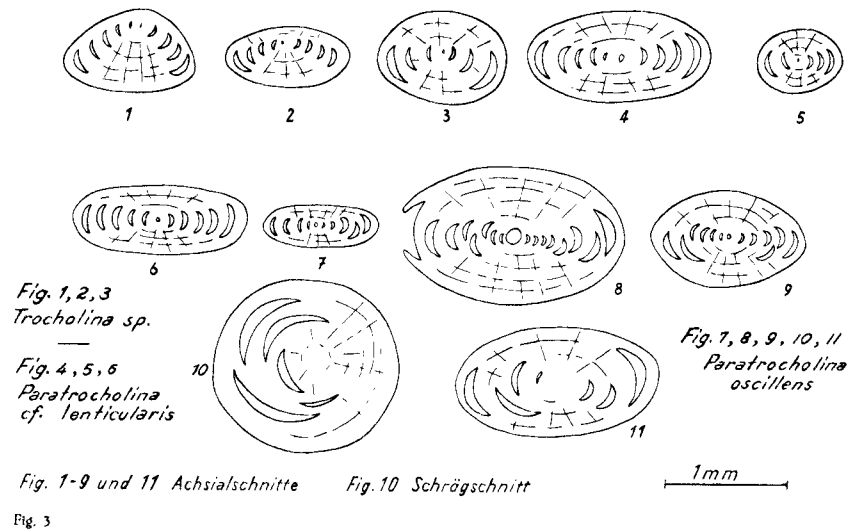 1 2 3 4 5
6 7 8 9
Fig. 1, 2, 3
Trocholina sp.
Fig. 4, 5, 6
Paratrocholina
cf. lenticularis
10
11
Fig. 7, 8, 9, 10, 11
Paratrocholina
oscillens
Fig. 1-9 und 11 Achsialschnitte Fig. 10 Schrägschnitt
1mm
Fig. 3